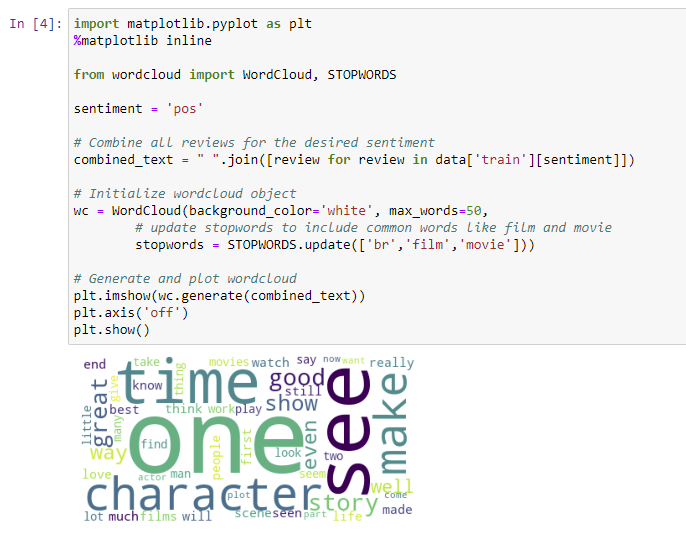 In [4]: import matplotlib.pyplot as plt
%matplotlib inline
from wordcloud import WordCloud, STOPWORDS
sentiment = 'pos'
# Combine all reviews for the desired sentiment
combined_text = " ".join([review for review in data['train'][sentiment]])
# Initialize wordcloud object
wc = WordCloud(background_color='white', max_words=50,
# update stopwords to include common words like film and movie
stopwords = STOPWORDS.update(['br','film','movie']))
# Generate and plot wordcloud
plt.imshow(wc.generate(combined_text))
plt.axis('off')
plt.show()
end
take
movies
watch
say
now
want
really
time
thing
know
give
good
still
see
make
great
little
best
many
think
work
play
show
one
even
way
find
people
first
look
two
love
actor
man
seem
well
character
plot
story
come
made
lot
much
films
will
scene
seen
part
life